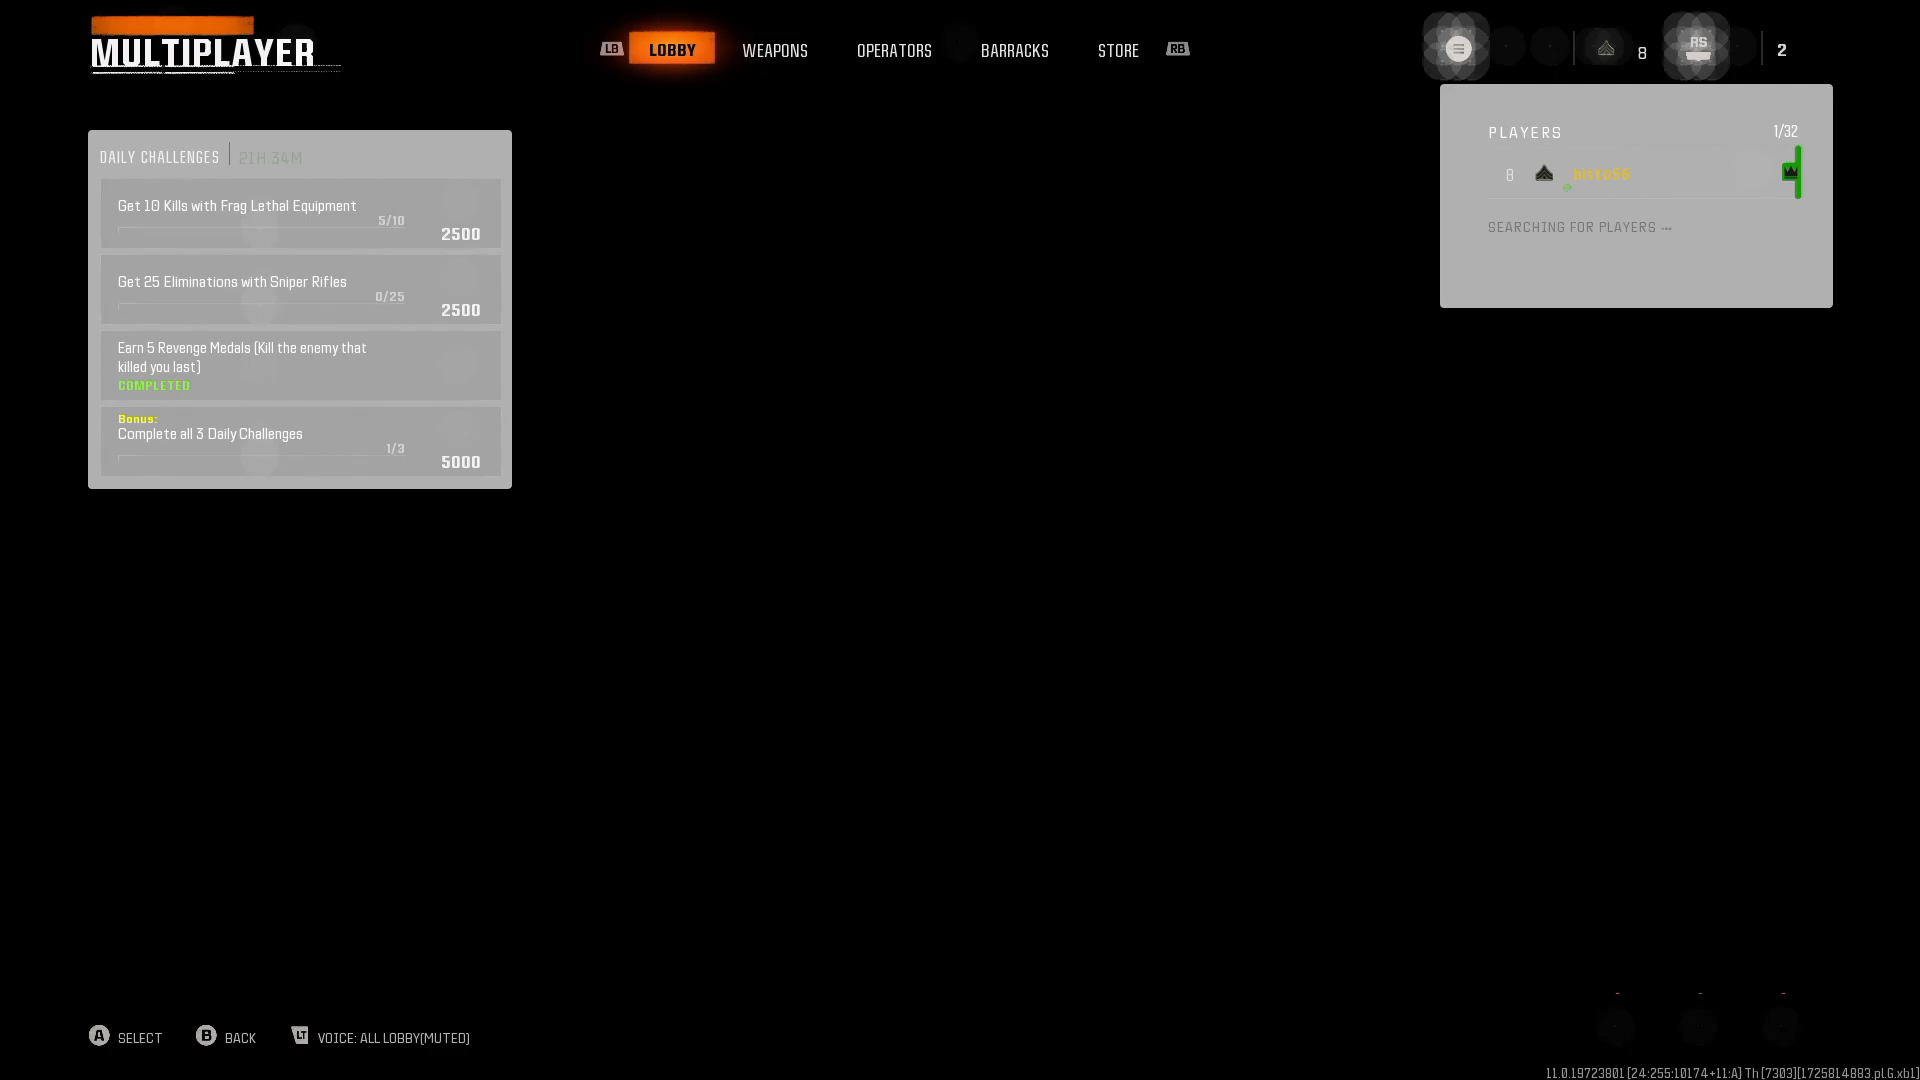 MULTIPLAYER
LB LOBBY WEAPONS OPERATORS BARRACKS STORE RB
8 RS 2
DAILY CHALLENGES 21H:34M
Get 10 Kills with Frag Lethal Equipment
5/10
2500
Get 25 Eliminations with Sniper Rifles
0/25
2500
Earn 5 Revenge Medals (Kill the enemy that
killed you last)
COMPLETED
Bonus:
Complete all 3 Daily Challenges
1/3
5000
PLAYERS 1/32
8
SEARCHING FOR PLAYERS ...
A SELECT B BACK LT VOICE: ALL LOBBY(MUTED)
11.0.19723801 [24:255:10174+11:A] Th [7303][1725814883.pl.G.xb1]